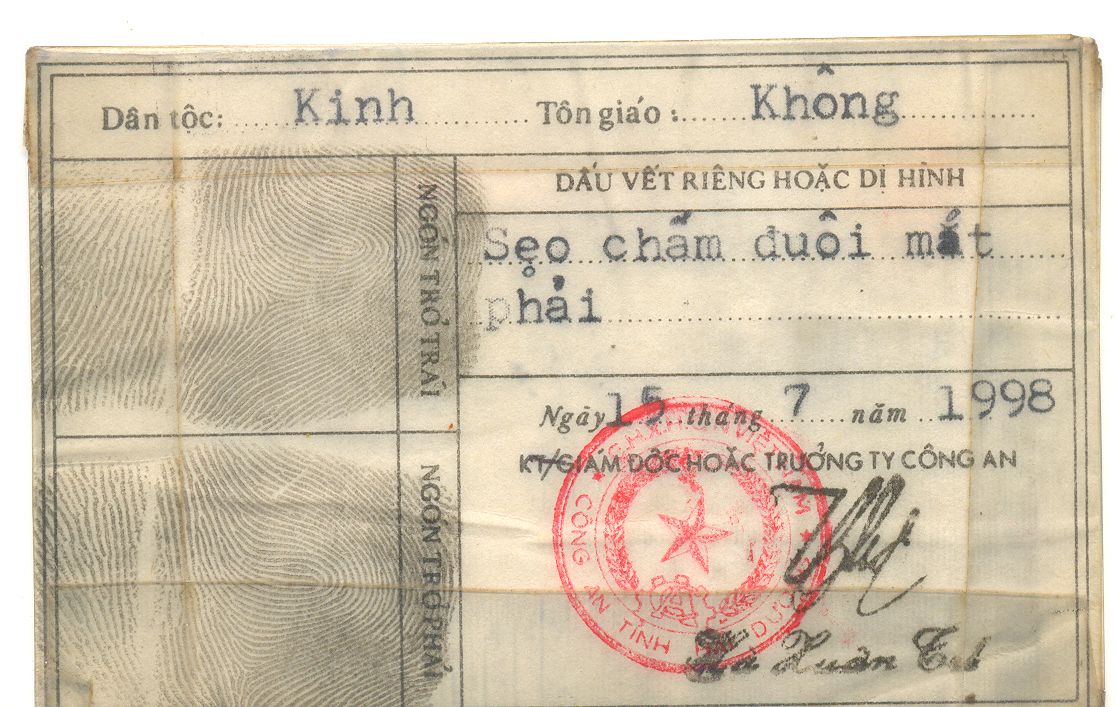 Dân tộc: Kinh Tôn giáo: Không
DẤU VẾT RIÊNG HOẶC DỊ HÌNH
Sẹo chấm đuôi mắt
phải
NGÓN TRỎ TRÁI
Ngày 15 tháng 7 năm 1998
KT/GIÁM ĐỐC HOẶC TRƯỞNG TY CÔNG AN
NGÓN TRỎ PHẢI
CÔNG AN TỈNH
Xuân